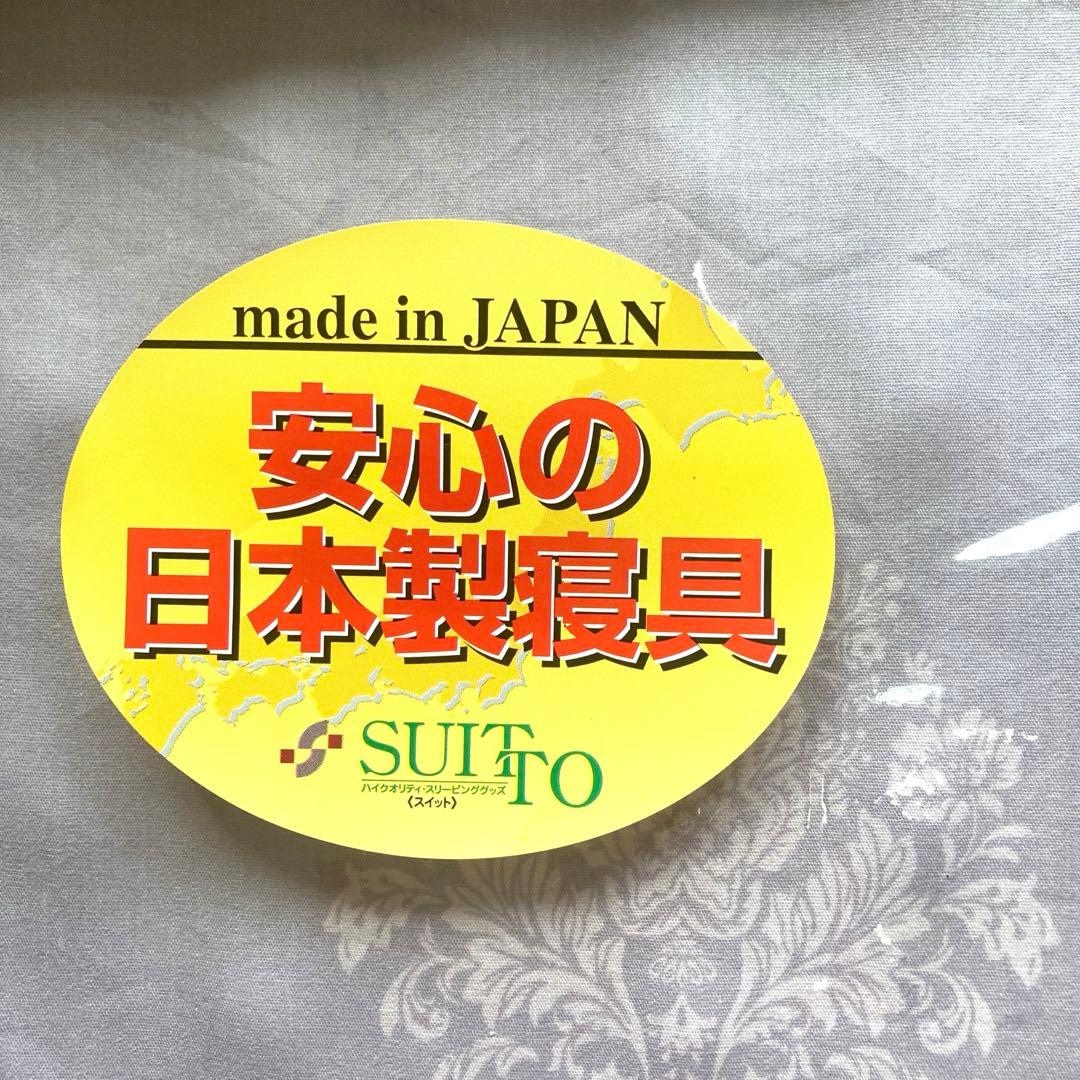 made in JAPAN
安心の
日本製寝具
SUITTO
ハイクオリティ・スリーピンググッズ
《スイット》